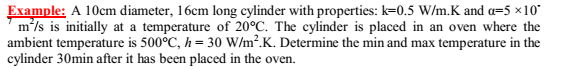 Example: A 10cm diameter, 16cm long cylinder with properties: k=0.5 W/m.K and α=5 ×10⁻
⁷ m²/s is initially at a temperature of 20°C. The cylinder is placed in an oven where the
ambient temperature is 500°C, h = 30 W/m².K. Determine the min and max temperature in the
cylinder 30min after it has been placed in the oven.